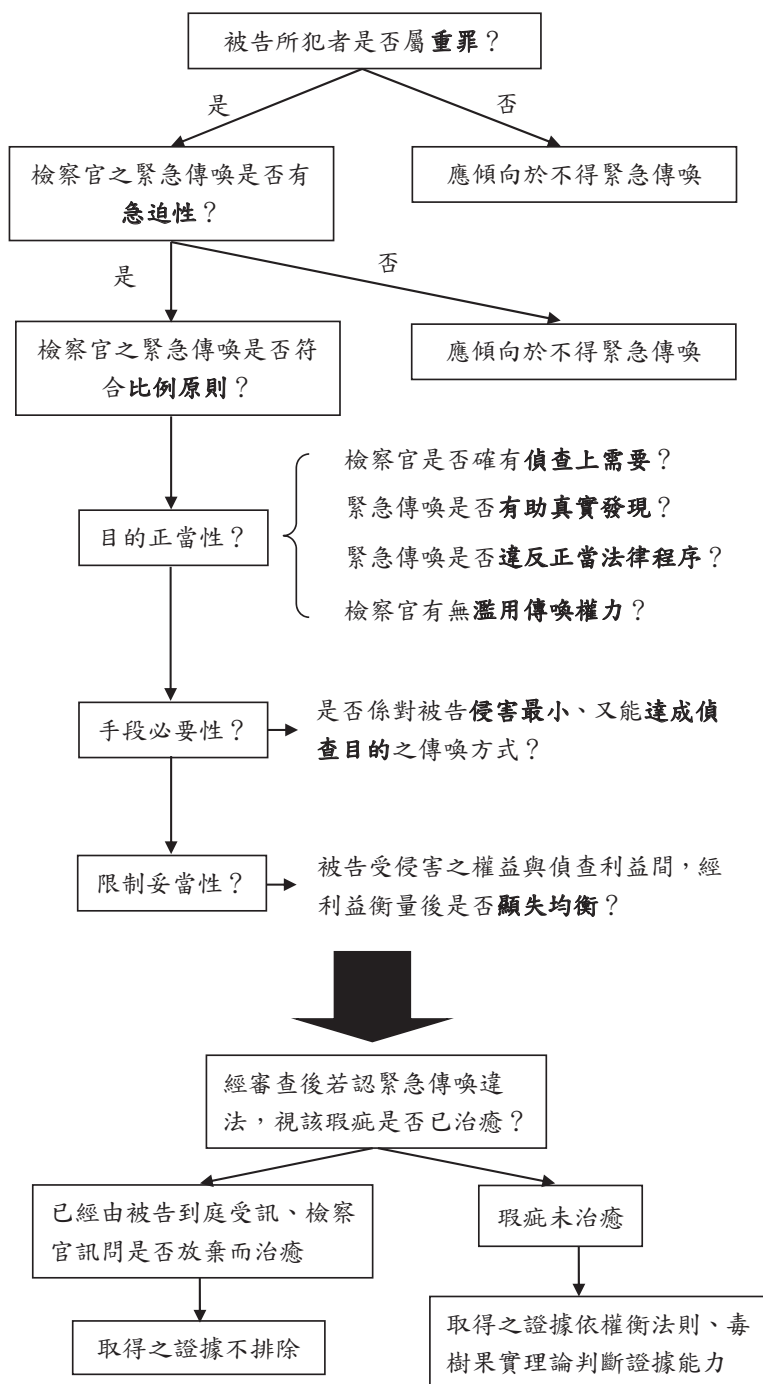 被告所犯者是否屬重罪？
是
否
檢察官之緊急傳喚是否有
急迫性？
應傾向於不得緊急傳喚
是
否
檢察官之緊急傳喚是否符
合比例原則？
應傾向於不得緊急傳喚
目的正當性？
檢察官是否確有偵查上需要？
緊急傳喚是否有助真實發現？
緊急傳喚是否違反正當法律程序？
檢察官有無濫用傳喚權力？
手段必要性？
是否係對被告侵害最小、又能達成偵
查目的之傳喚方式？
限制妥當性？
被告受侵害之權益與偵查利益間，經
利益衡量後是否顯失均衡？
經審查後若認緊急傳喚違
法，視該瑕疵是否已治癒？
已經由被告到庭受訊、檢察
官訊問是否放棄而治癒
瑕疵未治癒
取得之證據不排除
取得之證據依權衡法則、毒
樹果實理論判斷證據能力